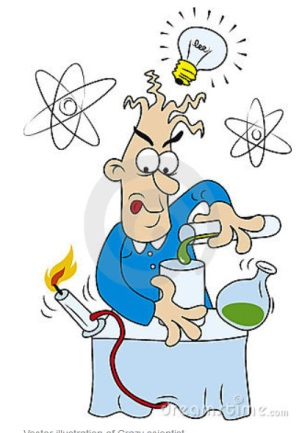 dreamstime.com
Vector illustration of Crazy scientist